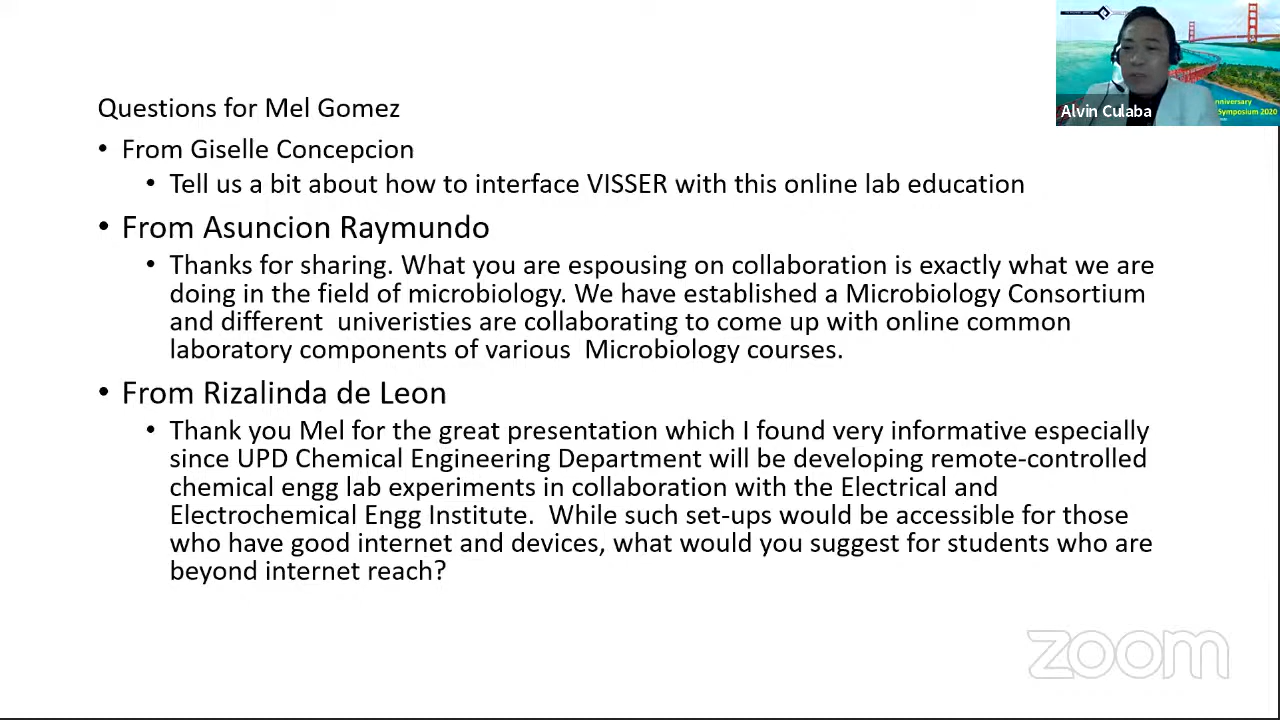 Questions for Mel Gomez
• From Giselle Concepcion
• Tell us a bit about how to interface VISSER with this online lab education
• From Asuncion Raymundo
• Thanks for sharing. What you are espousing on collaboration is exactly what we are
doing in the field of microbiology. We have established a Microbiology Consortium
and different univeristies are collaborating to come up with online common
laboratory components of various Microbiology courses.
• From Rizalinda de Leon
• Thank you Mel for the great presentation which I found very informative especially
since UPD Chemical Engineering Department will be developing remote-controlled
chemical engg lab experiments in collaboration with the Electrical and
Electrochemical Engg Institute. While such set-ups would be accessible for those
who have good internet and devices, what would you suggest for students who are
beyond internet reach?
nniversary
Symposium 2020
Alvin Culaba
zoom